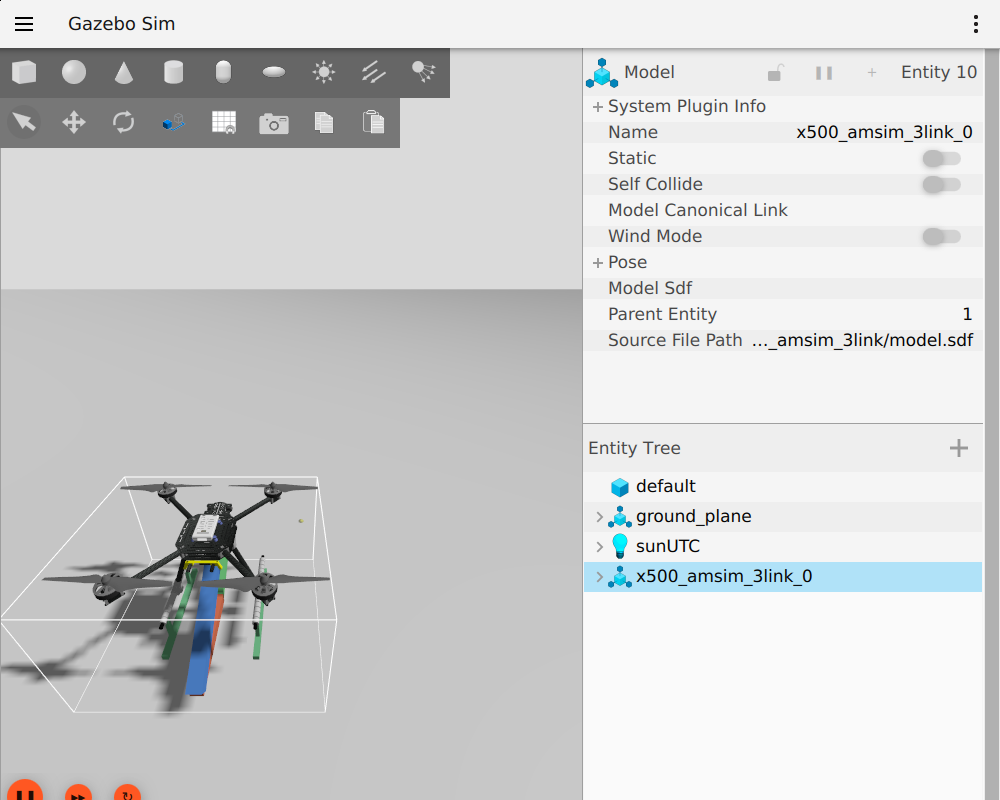 Gazebo Sim
Model Entity 10
System Plugin Info
Name x500_amsim_3link_0
Static
Self Collide
Model Canonical Link
Wind Mode
Pose
Model Sdf
Parent Entity 1
Source File Path ..._amsim_3link/model.sdf
Entity Tree
default
ground_plane
sunUTC
x500_amsim_3link_0